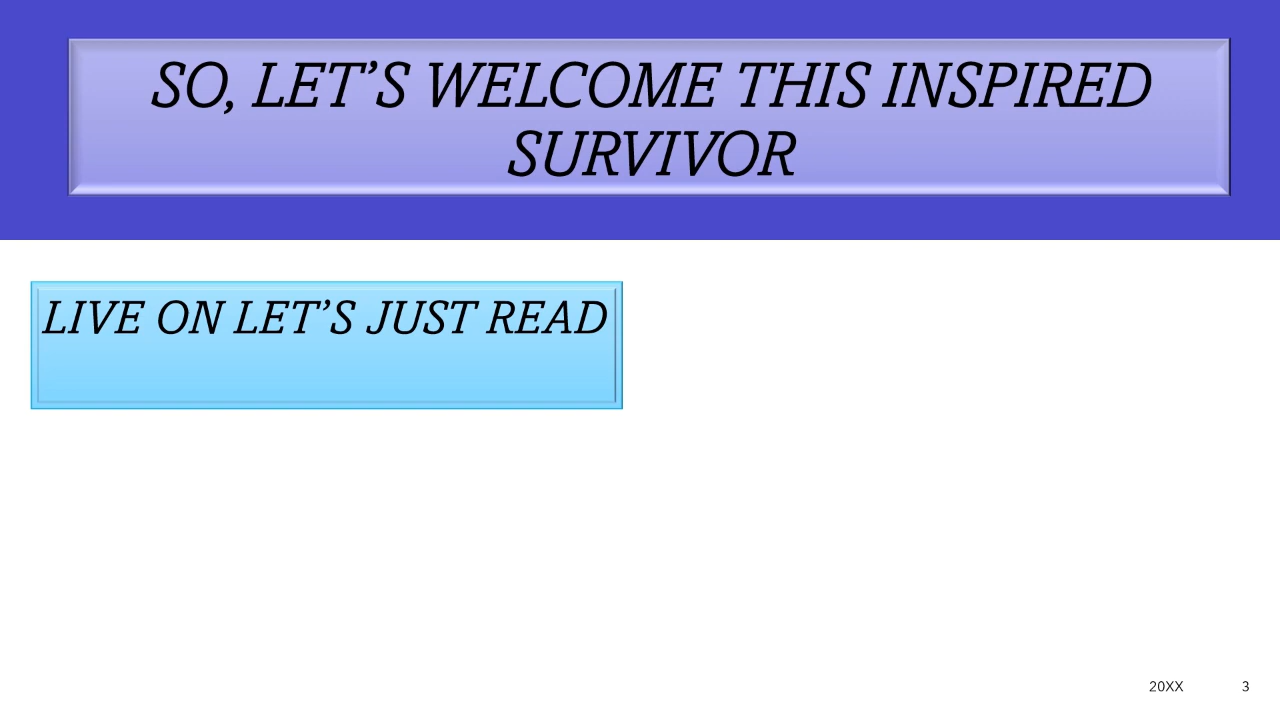 SO, LET’S WELCOME THIS INSPIRED
SURVIVOR
LIVE ON LET’S JUST READ
20XX
3